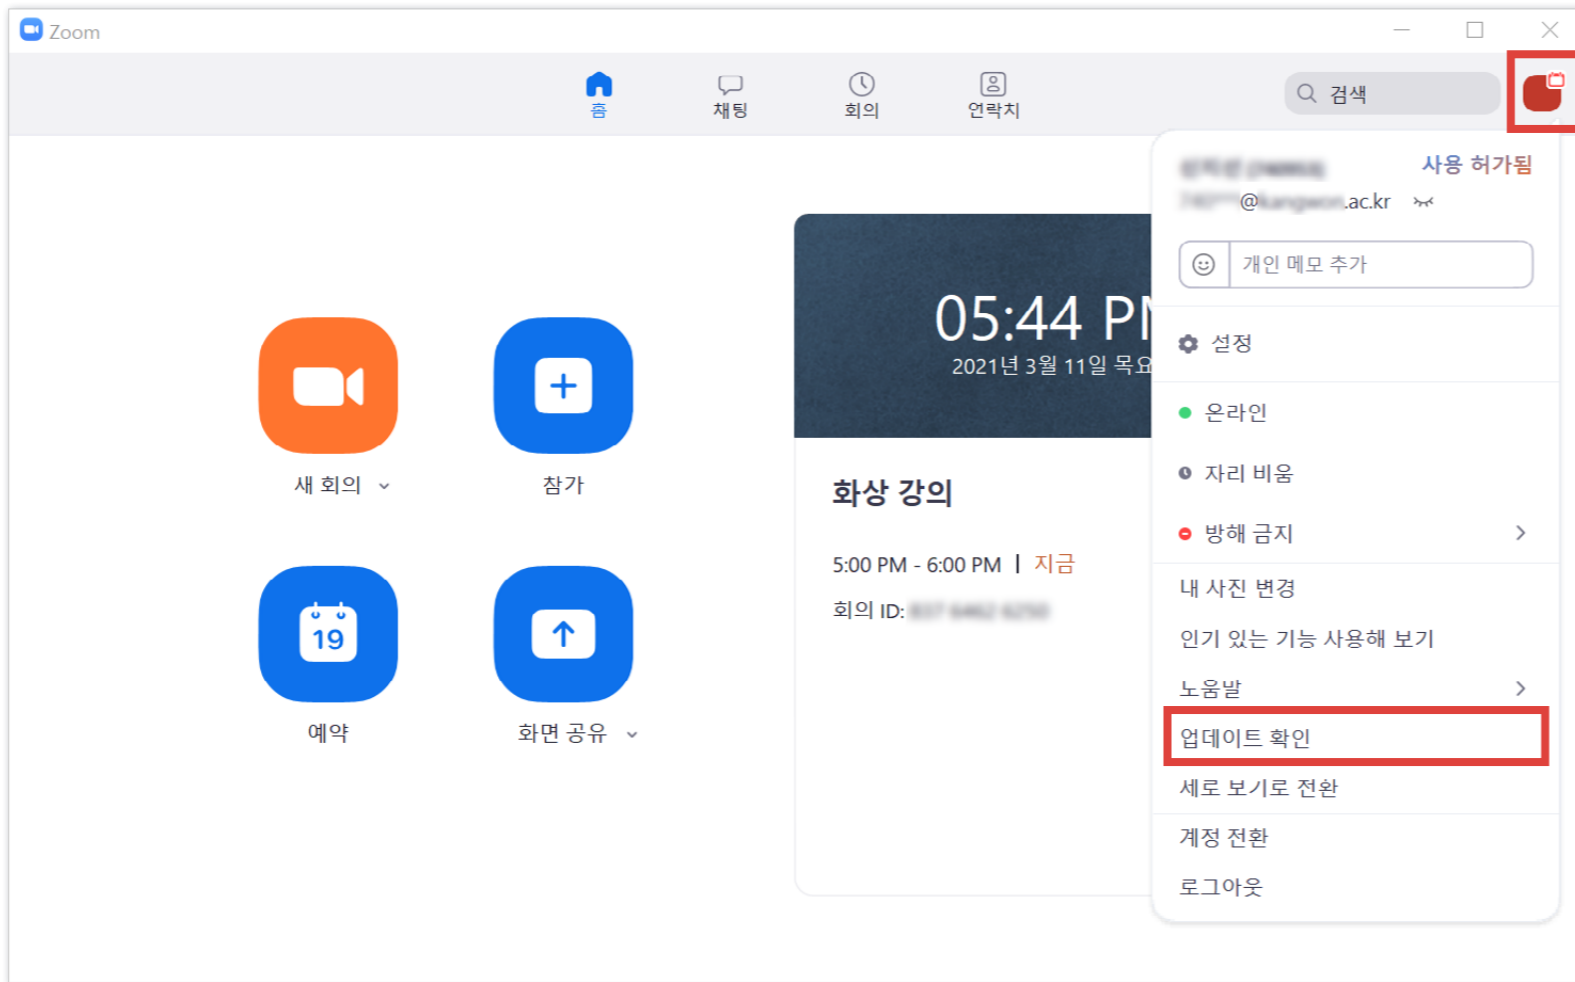 Zoom
홈
채팅
회의
연락처
검색
사용 허가됨
.ac.kr
개인 메모 추가
05:44
2021년 3월 11일
설정
온라인
자리 비움
방해 금지
새 회의
참가
화상 강의
5:00 PM - 6:00 PM | 지금
회의 ID:
내 사진 변경
인기 있는 기능 사용해 보기
도움말
19
예약
화면 공유
업데이트 확인
세로 보기로 전환
계정 전환
로그아웃